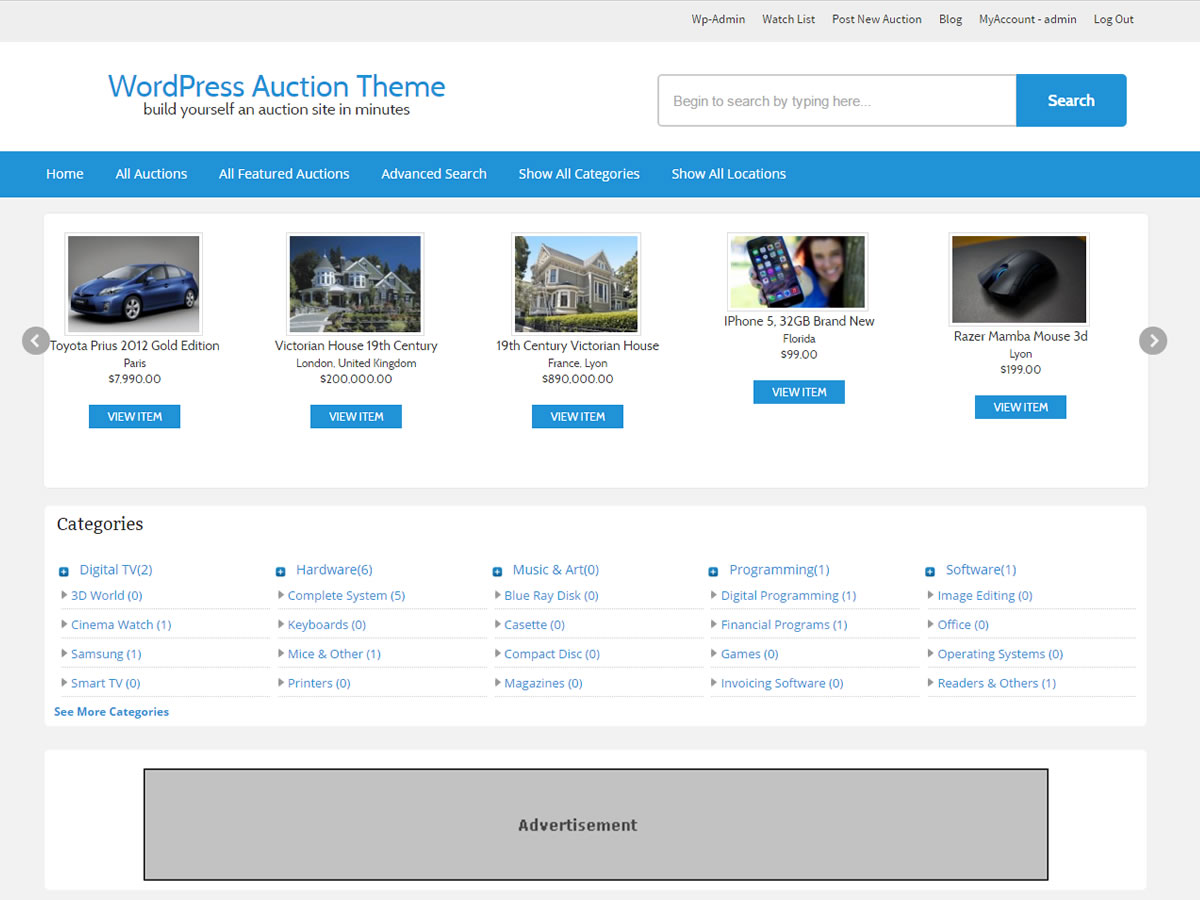 Wp-Admin Watch List Post New Auction Blog MyAccount - admin Log Out
WordPress Auction Theme
build yourself an auction site in minutes
Begin to search by typing here...
Search
Home All Auctions All Featured Auctions Advanced Search Show All Categories Show All Locations
Toyota Prius 2012 Gold Edition
Paris
$7,990.00
VIEW ITEM
Victorian House 19th Century
London, United Kingdom
$200,000.00
VIEW ITEM
19th Century Victorian House
France, Lyon
$890,000.00
VIEW ITEM
IPhone 5, 32GB Brand New
Florida
$99.00
VIEW ITEM
Razer Mamba Mouse 3d
Lyon
$199.00
VIEW ITEM
Categories
Digital TV(2)
3D World (0)
Cinema Watch (1)
Samsung (1)
Smart TV (0)
Hardware(6)
Complete System (5)
Keyboards (0)
Mice & Other (1)
Printers (0)
Music & Art(0)
Blue Ray Disk (0)
Casette (0)
Compact Disc (0)
Magazines (0)
Programming(1)
Digital Programming (1)
Financial Programs (1)
Games (0)
Invoicing Software (0)
Software(1)
Image Editing (0)
Office (0)
Operating Systems (0)
Readers & Others (1)
See More Categories
Advertisement